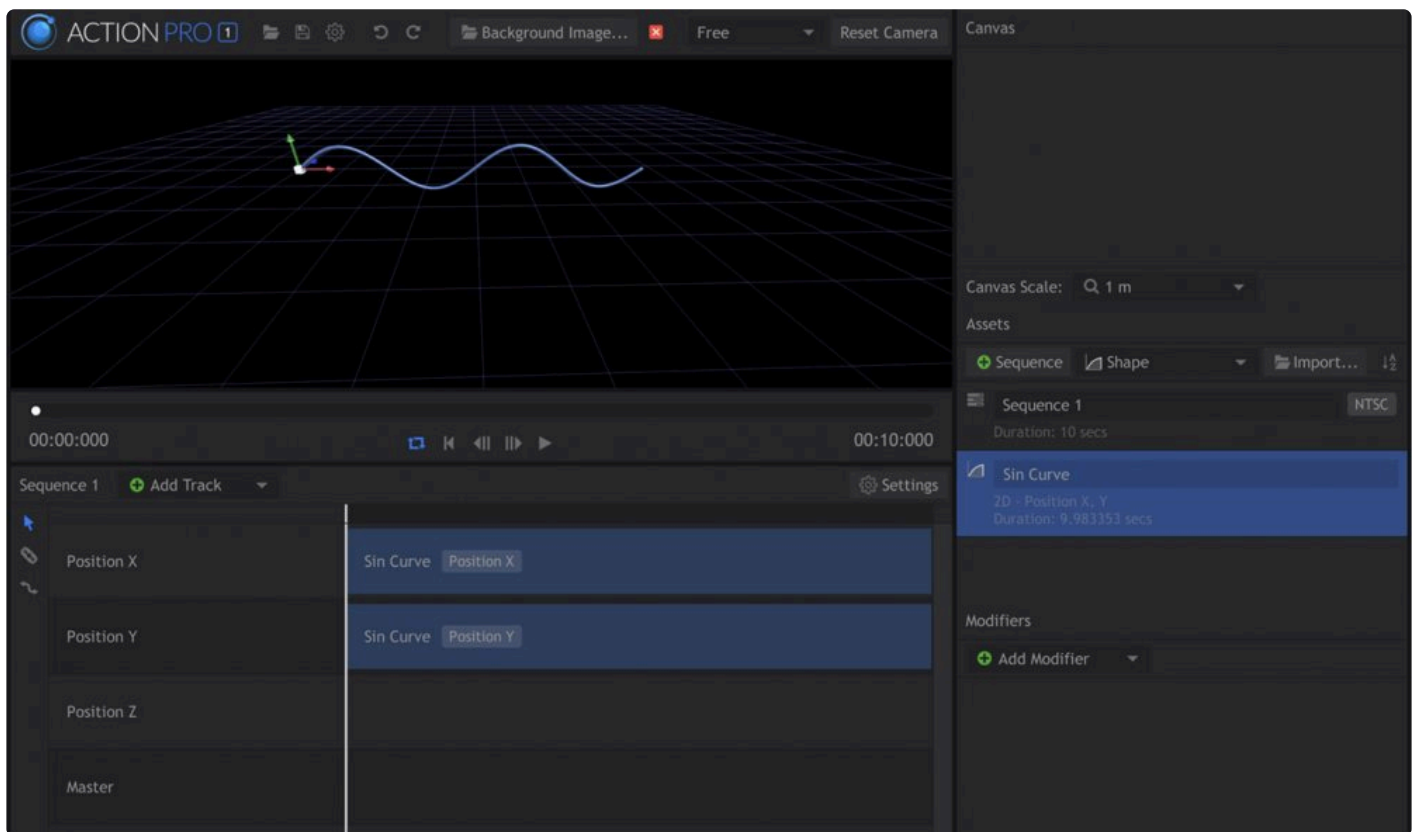 ACTION PRO 1
Background Image...
Free
Reset Camera
Canvas
Canvas Scale:
1 m
Assets
Sequence
Shape
Import...
Sequence 1
NTSC
Duration: 10 secs
Sin Curve
2D - Position X, Y
Duration: 9.983353 secs
Modifiers
Add Modifier
00:00:000
00:10:000
Sequence 1
Add Track
Settings
Position X
Sin Curve Position X
Position Y
Sin Curve Position Y
Position Z
Master